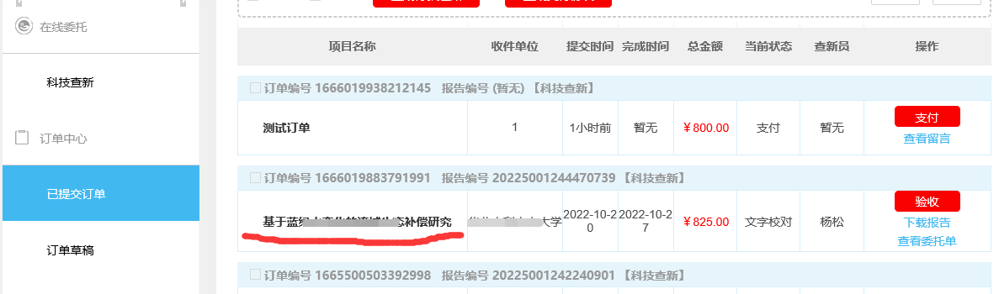 在线委托
科技查新
订单中心
已提交订单
订单草稿
项目名称 收件单位 提交时间 完成时间 总金额 当前状态 查新员 操作
订单编号 1666019938212145 报告编号 (暂无) 【科技查新】
测试订单 1 1小时前 暂无 ￥800.00 支付 暂无 支付
查看留言
订单编号 1666019883791991 报告编号 20225001244470739 【科技查新】
基于蓝 补偿研究 大学 2022-10-20 2022-10-27 ￥825.00 文字校对 杨松 验收
下载报告
查看委托单
订单编号 1665500503392998 报告编号 20225001242240901 【科技查新】